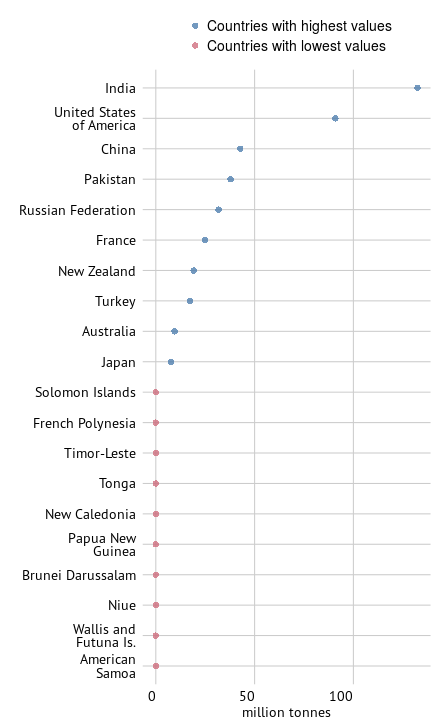 Countries with highest values
Countries with lowest values
India
United States
of America
China
Pakistan
Russian Federation
France
New Zealand
Turkey
Australia
Japan
Solomon Islands
French Polynesia
Timor-Leste
Tonga
New Caledonia
Papua New
Guinea
Brunei Darussalam
Niue
Wallis and
Futuna Is.
American
Samoa
0 50 100
million tonnes